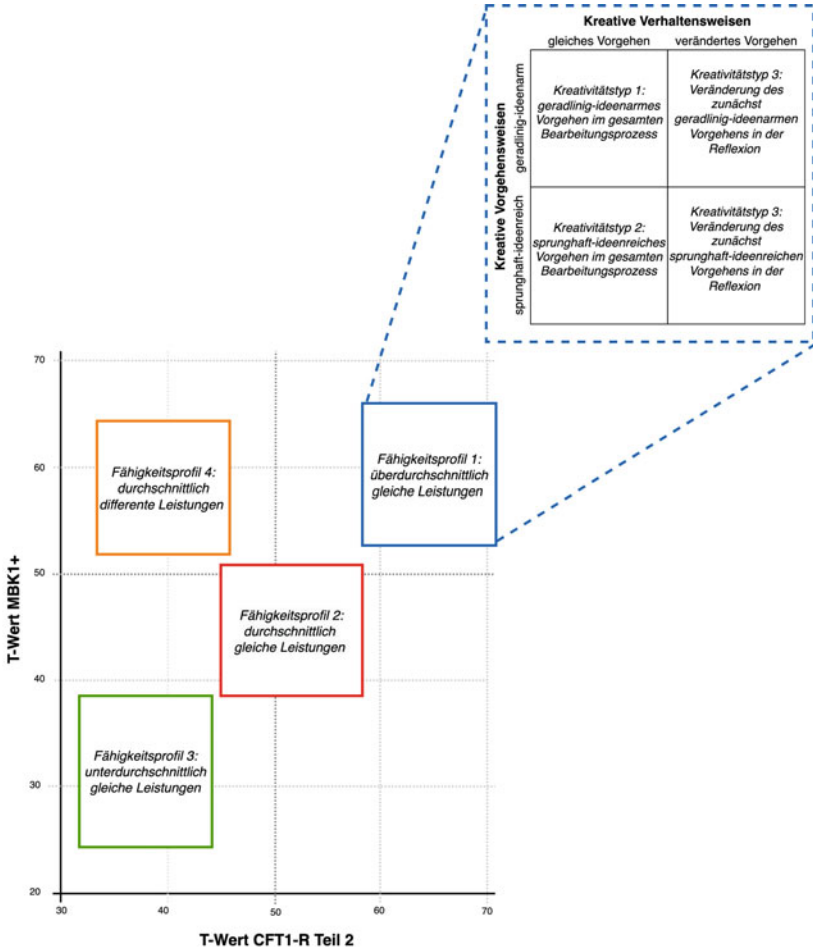 Kreative Verhaltensweisen
gleiches Vorgehen
verändertes Vorgehen
Kreative Vorgehensweisen
geradlinig-ideenarm
Kreativitätstyp 1:
geradlinig-ideenarmes
Vorgehen im gesamten
Bearbeitungsprozess
Kreativitätstyp 3:
Veränderung des
zunächst
geradlinig-ideenarmen
Vorgehens in der
Reflexion
sprunghaft-ideenreich
Kreativitätstyp 2:
sprunghaft-ideenreiches
Vorgehen im gesamten
Bearbeitungsprozess
Kreativitätstyp 3:
Veränderung des
zunächst
sprunghaft-ideenreichen
Vorgehens in der
Reflexion
T-Wert MBK1+
70
60
50
40
30
20
Fähigkeitsprofil 4:
durchschnittlich
differente Leistungen
Fähigkeitsprofil 1:
überdurchschnittlich
gleiche Leistungen
Fähigkeitsprofil 2:
durchschnittlich
gleiche Leistungen
Fähigkeitsprofil 3:
unterdurchschnittlich
gleiche Leistungen
30
40
50
60
70
T-Wert CFT1-R Teil 2